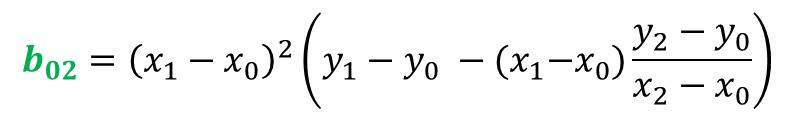 b₀₂ = (x₁ − x₀)² (y₁ − y₀ − (x₁−x₀) (y₂ − y₀)/(x₂ − x₀))